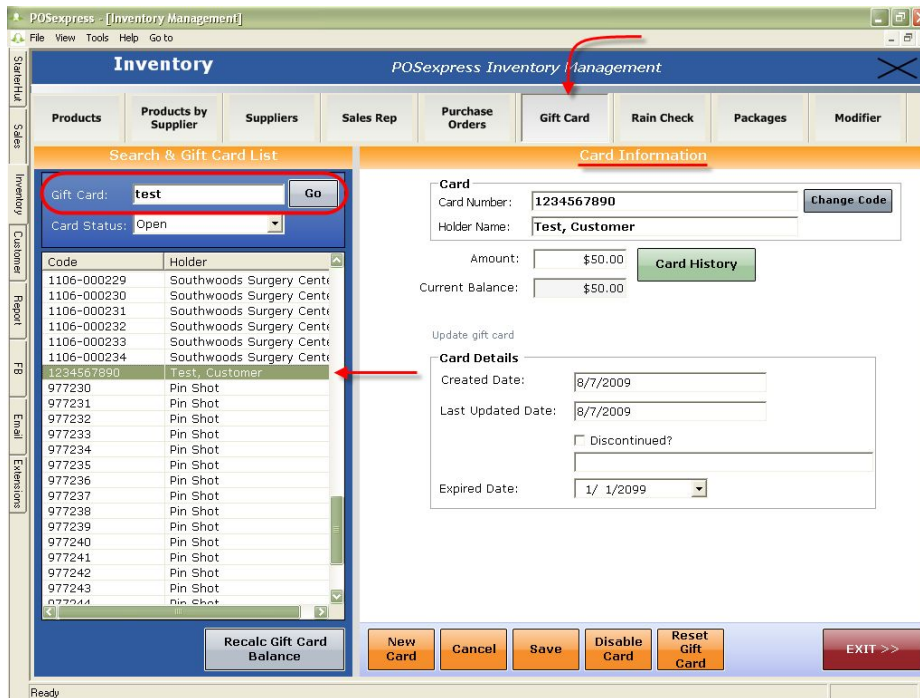 POSexpress - [Inventory Management]
File View Tools Help Go to
Inventory
POSexpress Inventory Management
StarterHut
Sales
Inventory
Customer
Report
FB
Email
Extensions
Products
Products by
Supplier
Suppliers
Sales Rep
Purchase
Orders
Gift Card
Rain Check
Packages
Modifier
Search & Gift Card List
Gift Card: test Go
Card Status: Open
Code Holder
1106-000229 Southwoods Surgery Cente
1106-000230 Southwoods Surgery Cente
1106-000231 Southwoods Surgery Cente
1106-000232 Southwoods Surgery Cente
1106-000233 Southwoods Surgery Cente
1106-000234 Southwoods Surgery Cente
1234567890 Test, Customer
977230 Pin Shot
977231 Pin Shot
977232 Pin Shot
977233 Pin Shot
977234 Pin Shot
977235 Pin Shot
977236 Pin Shot
977237 Pin Shot
977238 Pin Shot
977239 Pin Shot
977240 Pin Shot
977241 Pin Shot
977242 Pin Shot
977243 Pin Shot
977244 Pin Shot
Recalc Gift Card
Balance
Card Information
Card
Card Number: 1234567890 Change Code
Holder Name: Test, Customer
Amount: $50.00
Card History
Current Balance: $50.00
Update gift card
Card Details
Created Date: 8/7/2009
Last Updated Date: 8/7/2009
Discontinued?
Expired Date: 1/ 1/2099
New
Card
Cancel
Save
Disable
Card
Reset
Gift
Card
EXIT >>
Ready